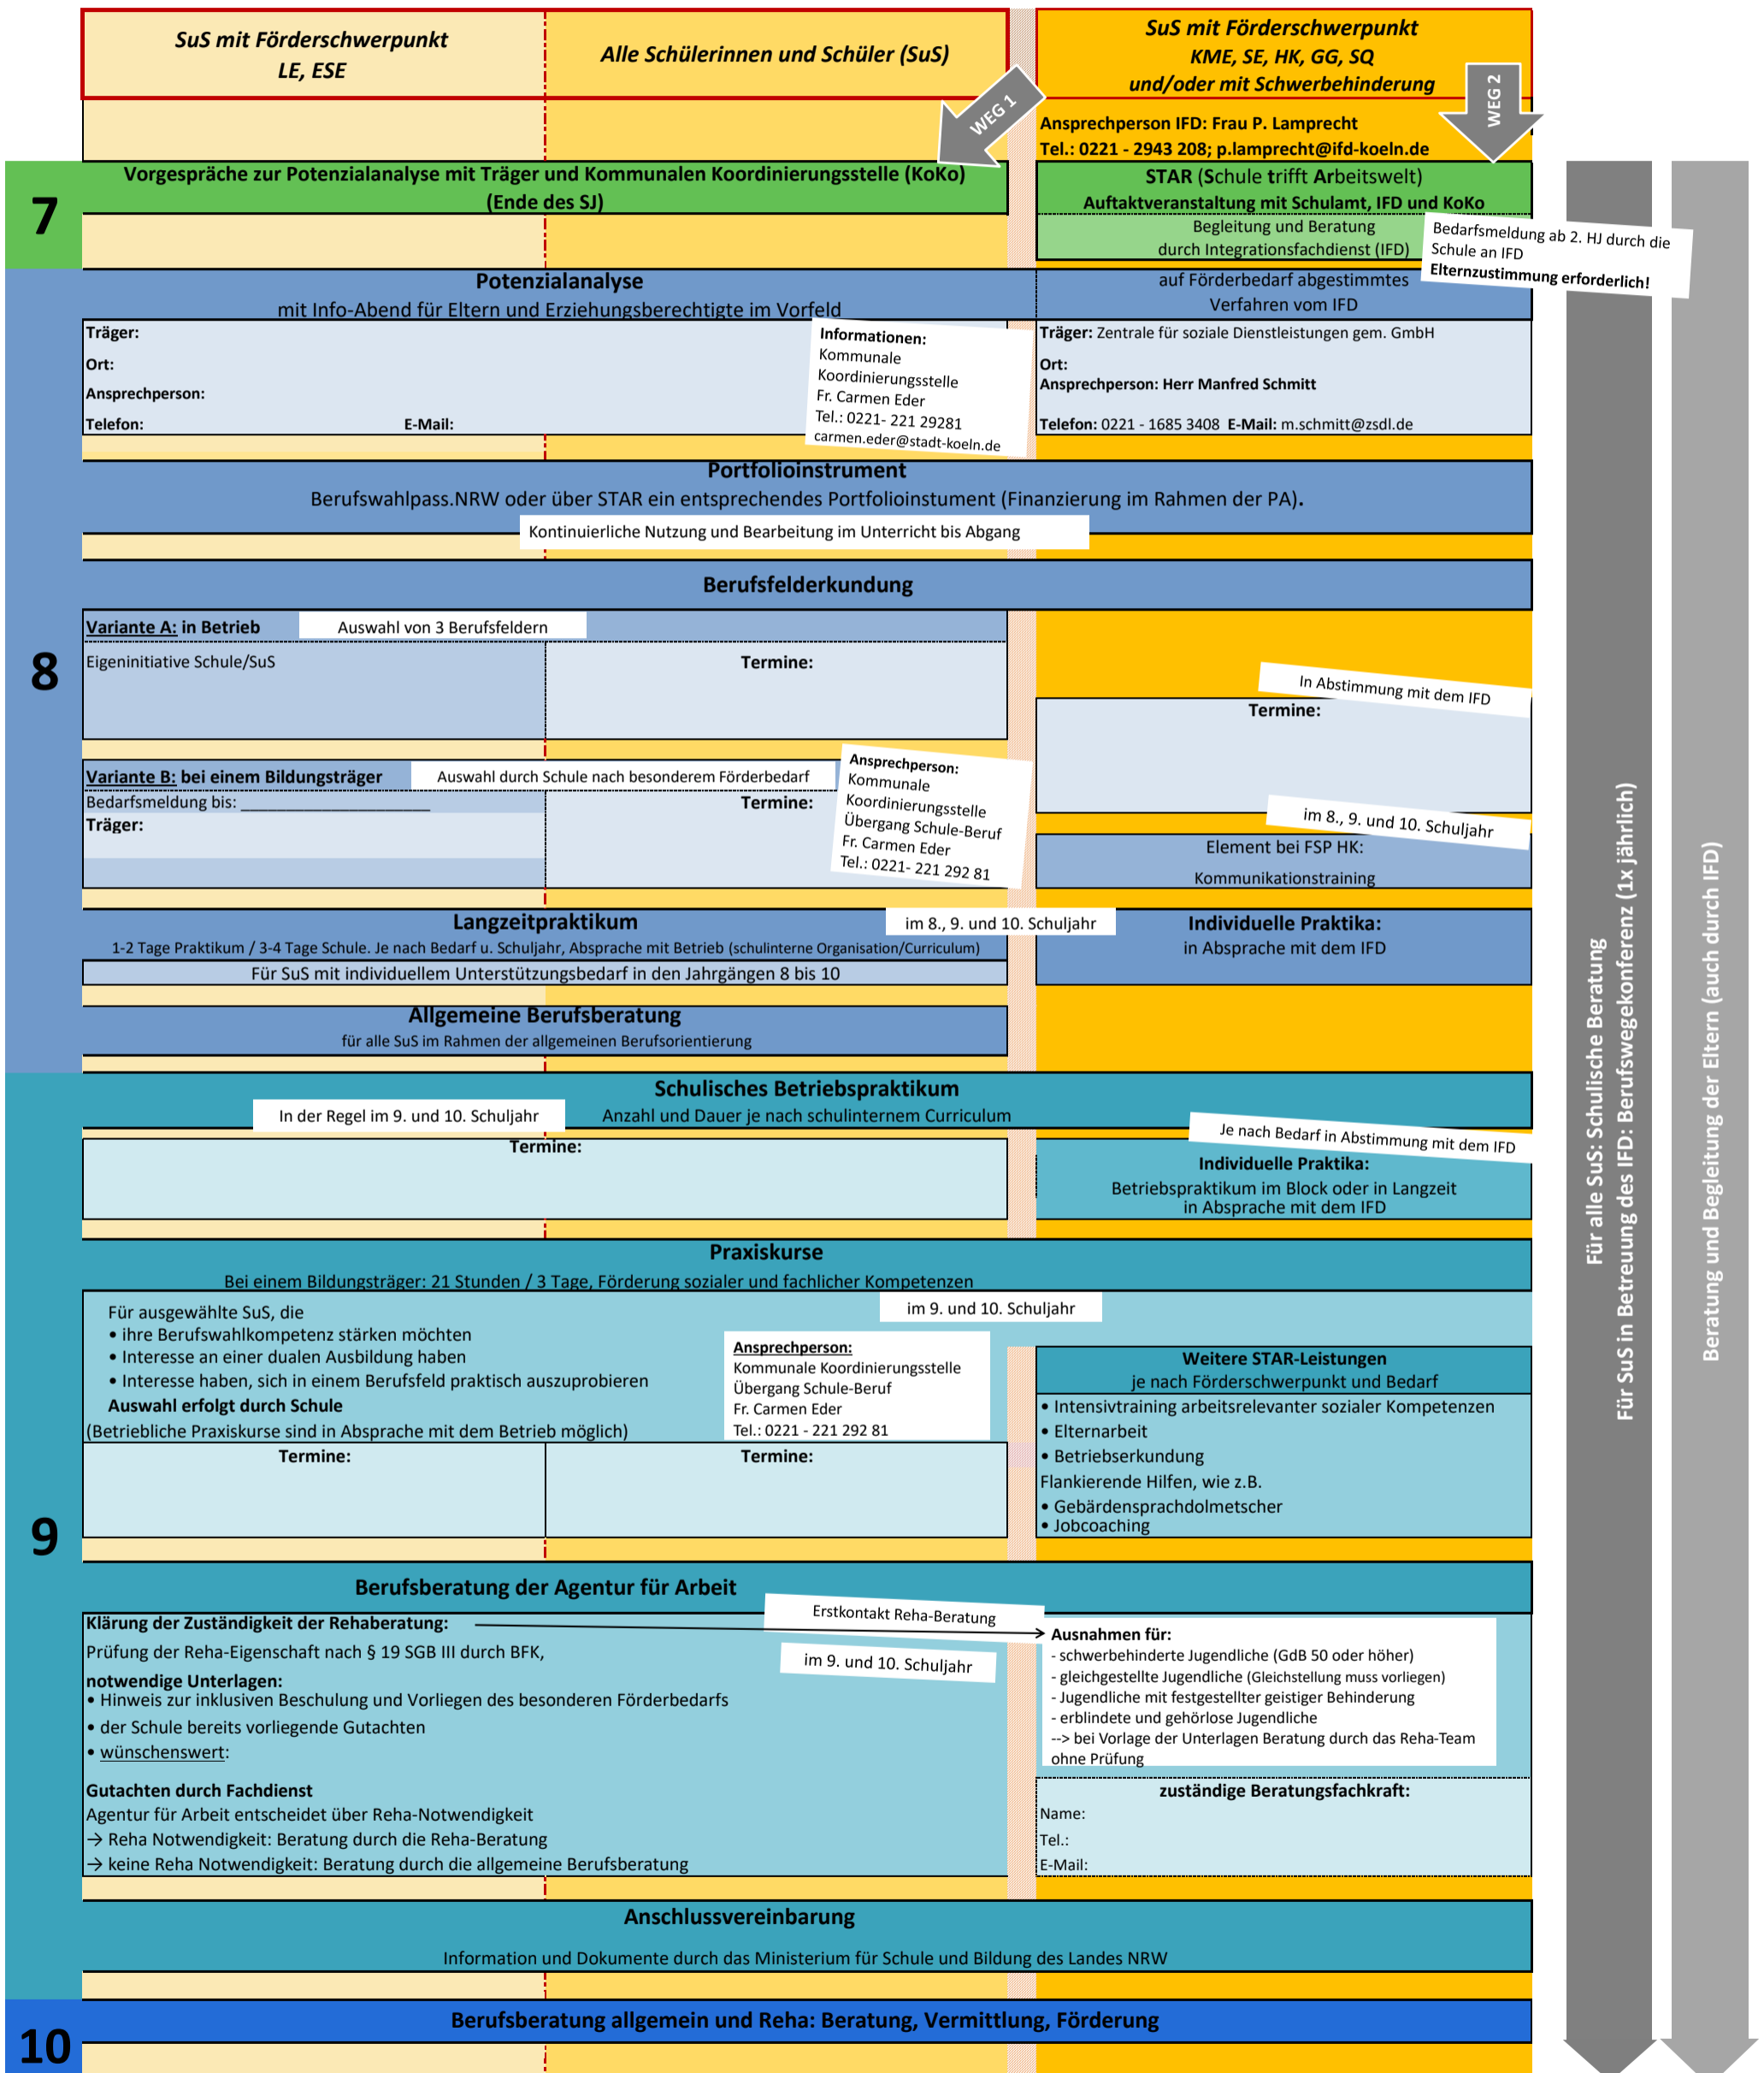 SuS mit Förderschwerpunkt
LE, ESE
Alle Schülerinnen und Schüler (SuS)
SuS mit Förderschwerpunkt
KME, SE, HK, GG, SQ
und/oder mit Schwerbehinderung
WEG 1
WEG 2
Ansprechperson IFD: Frau P. Lamprecht
Tel.: 0221 - 2943 208; p.lamprecht@ifd-koeln.de
7
Vorgespräche zur Potenzialanalyse mit Träger und Kommunalen Koordinierungsstelle (KoKo)
(Ende des SJ)
STAR (Schule trifft Arbeitswelt)
Auftaktveranstaltung mit Schulamt, IFD und KoKo
Begleitung und Beratung
durch Integrationsfachdienst (IFD)
Bedarfsmeldung ab 2. HJ durch die
Schule an IFD
Elternzustimmung erforderlich!
8
Potenzialanalyse
mit Info-Abend für Eltern und Erziehungsberechtigte im Vorfeld
auf Förderbedarf abgestimmtes
Verfahren vom IFD
Träger:
Ort:
Ansprechperson:
Telefon: E-Mail:
Informationen:
Kommunale
Koordinierungsstelle
Fr. Carmen Eder
Tel.: 0221- 221 29281
carmen.eder@stadt-koeln.de
Träger: Zentrale für soziale Dienstleistungen gem. GmbH
Ort:
Ansprechperson: Herr Manfred Schmitt
Telefon: 0221 - 1685 3408 E-Mail: m.schmitt@zsdl.de
Portfolioinstrument
Berufswahlpass.NRW oder über STAR ein entsprechendes Portfolioinstument (Finanzierung im Rahmen der PA).
Kontinuierliche Nutzung und Bearbeitung im Unterricht bis Abgang
Berufsfelderkundung
Variante A: in Betrieb
Auswahl von 3 Berufsfeldern
Eigeninitiative Schule/SuS
Termine:
In Abstimmung mit dem IFD
Termine:
Variante B: bei einem Bildungsträger
Auswahl durch Schule nach besonderem Förderbedarf
Bedarfsmeldung bis: ____________________
Träger:
Termine:
Ansprechperson:
Kommunale
Koordinierungsstelle
Übergang Schule-Beruf
Fr. Carmen Eder
Tel.: 0221- 221 292 81
im 8., 9. und 10. Schuljahr
Element bei FSP HK:
Kommunikationstraining
Langzeitpraktikum
im 8., 9. und 10. Schuljahr
1-2 Tage Praktikum / 3-4 Tage Schule. Je nach Bedarf u. Schuljahr, Absprache mit Betrieb (schulinterne Organisation/Curriculum)
Für SuS mit individuellem Unterstützungsbedarf in den Jahrgängen 8 bis 10
Individuelle Praktika:
in Absprache mit dem IFD
Allgemeine Berufsberatung
für alle SuS im Rahmen der allgemeinen Berufsorientierung
9
Schulisches Betriebspraktikum
In der Regel im 9. und 10. Schuljahr
Anzahl und Dauer je nach schulinternem Curriculum
Termine:
Je nach Bedarf in Abstimmung mit dem IFD
Individuelle Praktika:
Betriebspraktikum im Block oder in Langzeit
in Absprache mit dem IFD
Praxiskurse
Bei einem Bildungsträger: 21 Stunden / 3 Tage, Förderung sozialer und fachlicher Kompetenzen
im 9. und 10. Schuljahr
Für ausgewählte SuS, die
• ihre Berufswahlkompetenz stärken möchten
• Interesse an einer dualen Ausbildung haben
• Interesse haben, sich in einem Berufsfeld praktisch auszuprobieren
Auswahl erfolgt durch Schule
(Betriebliche Praxiskurse sind in Absprache mit dem Betrieb möglich)
Ansprechperson:
Kommunale Koordinierungsstelle
Übergang Schule-Beruf
Fr. Carmen Eder
Tel.: 0221 - 221 292 81
Termine:
Termine:
Weitere STAR-Leistungen
je nach Förderschwerpunkt und Bedarf
• Intensivtraining arbeitsrelevanter sozialer Kompetenzen
• Elternarbeit
• Betriebserkundung
Flankierende Hilfen, wie z.B.
• Gebärdensprachdolmetscher
• Jobcoaching
Berufsberatung der Agentur für Arbeit
Klärung der Zuständigkeit der Rehaberatung:
Erstkontakt Reha-Beratung
Prüfung der Reha-Eigenschaft nach § 19 SGB III durch BFK,
im 9. und 10. Schuljahr
notwendige Unterlagen:
• Hinweis zur inklusiven Beschulung und Vorliegen des besonderen Förderbedarfs
• der Schule bereits vorliegende Gutachten
• wünschenswert:
Gutachten durch Fachdienst
Agentur für Arbeit entscheidet über Reha-Notwendigkeit
→ Reha Notwendigkeit: Beratung durch die Reha-Beratung
→ keine Reha Notwendigkeit: Beratung durch die allgemeine Berufsberatung
Ausnahmen für:
- schwerbehinderte Jugendliche (GdB 50 oder höher)
- gleichgestellte Jugendliche (Gleichstellung muss vorliegen)
- Jugendliche mit festgestellter geistiger Behinderung
- erblindete und gehörlose Jugendliche
--> bei Vorlage der Unterlagen Beratung durch das Reha-Team
ohne Prüfung
zuständige Beratungsfachkraft:
Name:
Tel.:
E-Mail:
Anschlussvereinbarung
Information und Dokumente durch das Ministerium für Schule und Bildung des Landes NRW
10
Berufsberatung allgemein und Reha: Beratung, Vermittlung, Förderung
Für alle SuS: Schulische Beratung
Für SuS in Betreuung des IFD: Berufswegekonferenz (1x jährlich)
Beratung und Begleitung der Eltern (auch durch IFD)